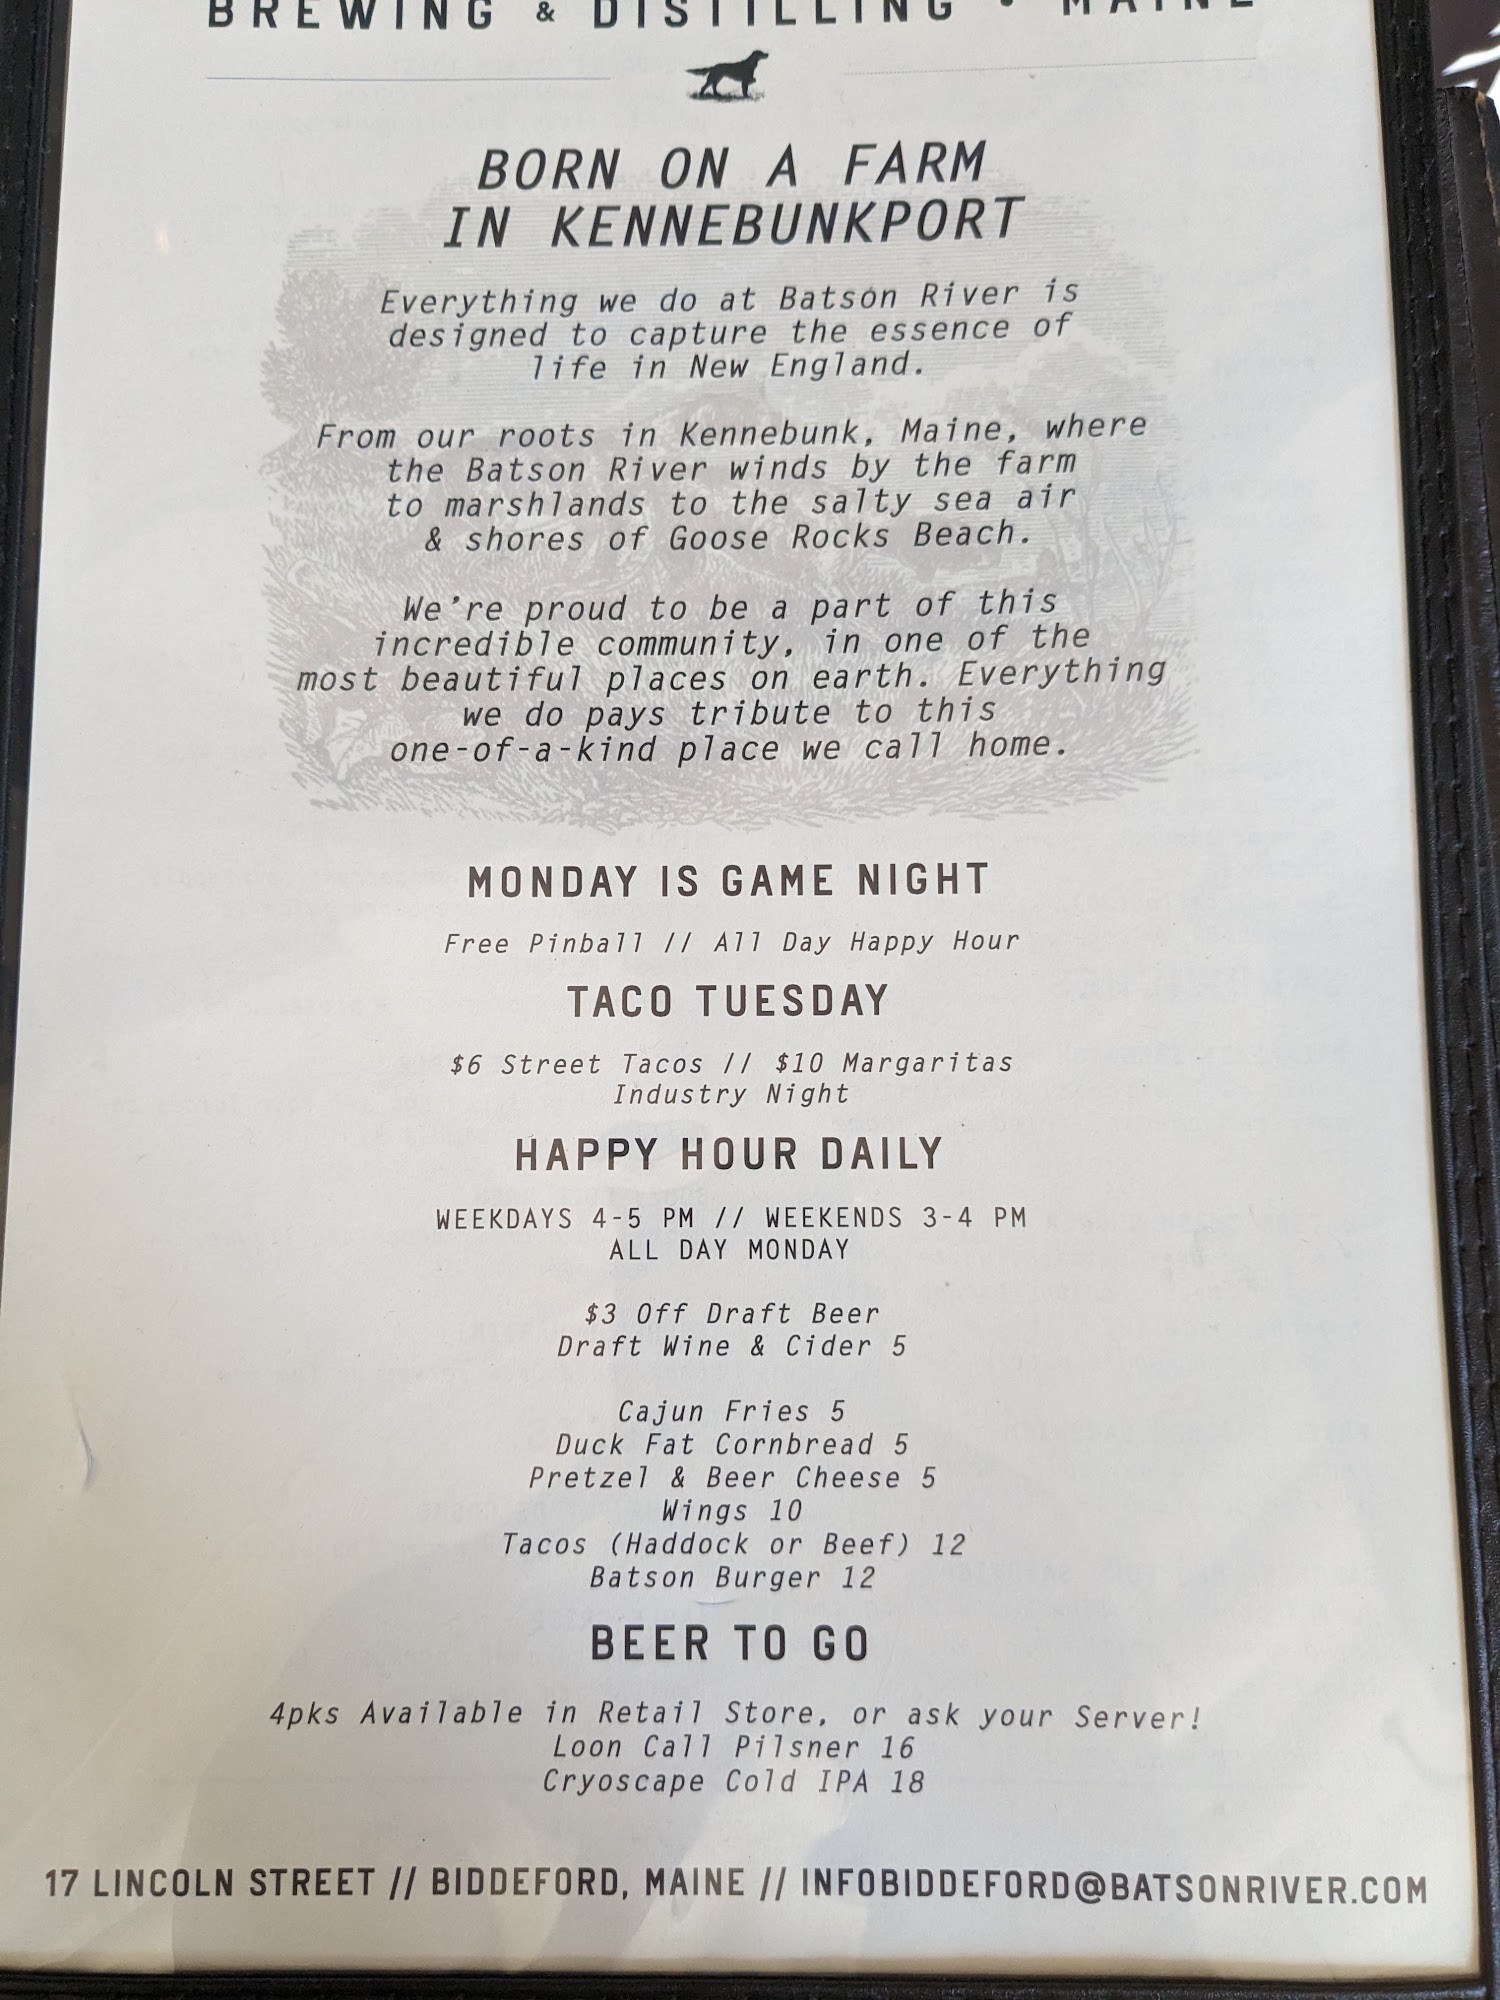 BREWING & DISTILLING • MAINE
BORN ON A FARM
IN KENNEBUNKPORT
Everything we do at Batson River is
designed to capture the essence of
life in New England.
From our roots in Kennebunk, Maine, where
the Batson River winds by the farm
to marshlands to the salty sea air
& shores of Goose Rocks Beach.
We're proud to be a part of this
incredible community, in one of the
most beautiful places on earth. Everything
we do pays tribute to this
one-of-a-kind place we call home.
MONDAY IS GAME NIGHT
Free Pinball // All Day Happy Hour
TACO TUESDAY
$6 Street Tacos // $10 Margaritas
Industry Night
HAPPY HOUR DAILY
WEEKDAYS 4-5 PM // WEEKENDS 3-4 PM
ALL DAY MONDAY
$3 Off Draft Beer
Draft Wine & Cider 5
Cajun Fries 5
Duck Fat Cornbread 5
Pretzel & Beer Cheese 5
Wings 10
Tacos (Haddock or Beef) 12
Batson Burger 12
BEER TO GO
4pks Available in Retail Store, or ask your Server!
Loon Call Pilsner 16
Cryoscape Cold IPA 18
17 LINCOLN STREET // BIDDEFORD, MAINE // INFOBIDDEFORD@BATSONRIVER.COM